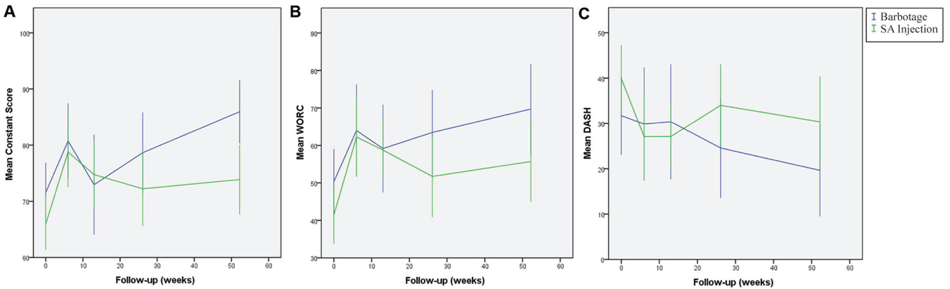 A
Mean Constant Score
100
90
80
70
60
0 10 20 30 40 50 60
Follow-up (weeks)
B
Mean WORC
90
80
70
60
50
40
30
0 10 20 30 40 50 60
Follow-up (weeks)
C
Mean DASH
50
40
30
20
10
0
0 10 20 30 40 50 60
Follow-up (weeks)
Barbotage
SA Injection